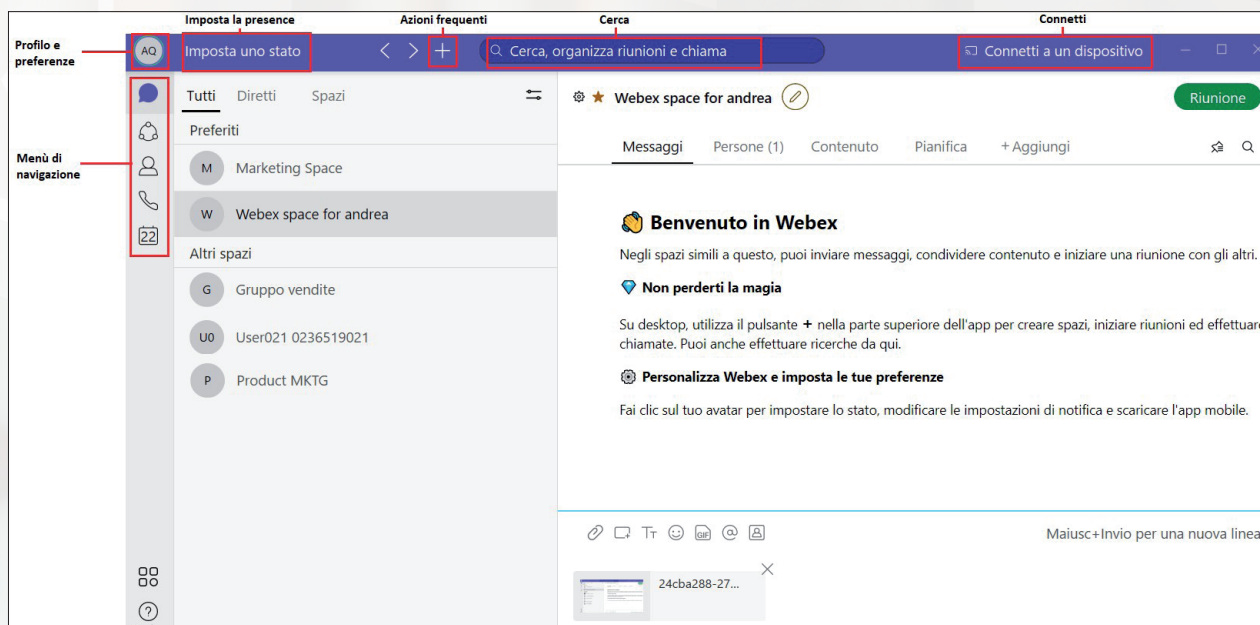 Imposta la presence
Azioni frequenti
Cerca
Connetti
Profilo e
preferenze
AQ
Imposta uno stato
Cerca, organizza riunioni e chiama
Connetti a un dispositivo
Menù di
navigazione
22
Tutti
Diretti
Spazi
Preferiti
M
Marketing Space
W
Webex space for andrea
Altri spazi
G
Gruppo vendite
U0
User021 0236519021
P
Product MKTG
Webex space for andrea
Riunione
Messaggi
Persone (1)
Contenuto
Pianifica
+ Aggiungi
Benvenuto in Webex
Negli spazi simili a questo, puoi inviare messaggi, condividere contenuto e iniziare una riunione con gli altri.
Non perderti la magia
Su desktop, utilizza il pulsante + nella parte superiore dell'app per creare spazi, iniziare riunioni ed effettuare
chiamate. Puoi anche effettuare ricerche da qui.
Personalizza Webex e imposta le tue preferenze
Fai clic sul tuo avatar per impostare lo stato, modificare le impostazioni di notifica e scaricare l'app mobile.
GIF
Maiusc+Invio per una nuova linea
24cba288-27...